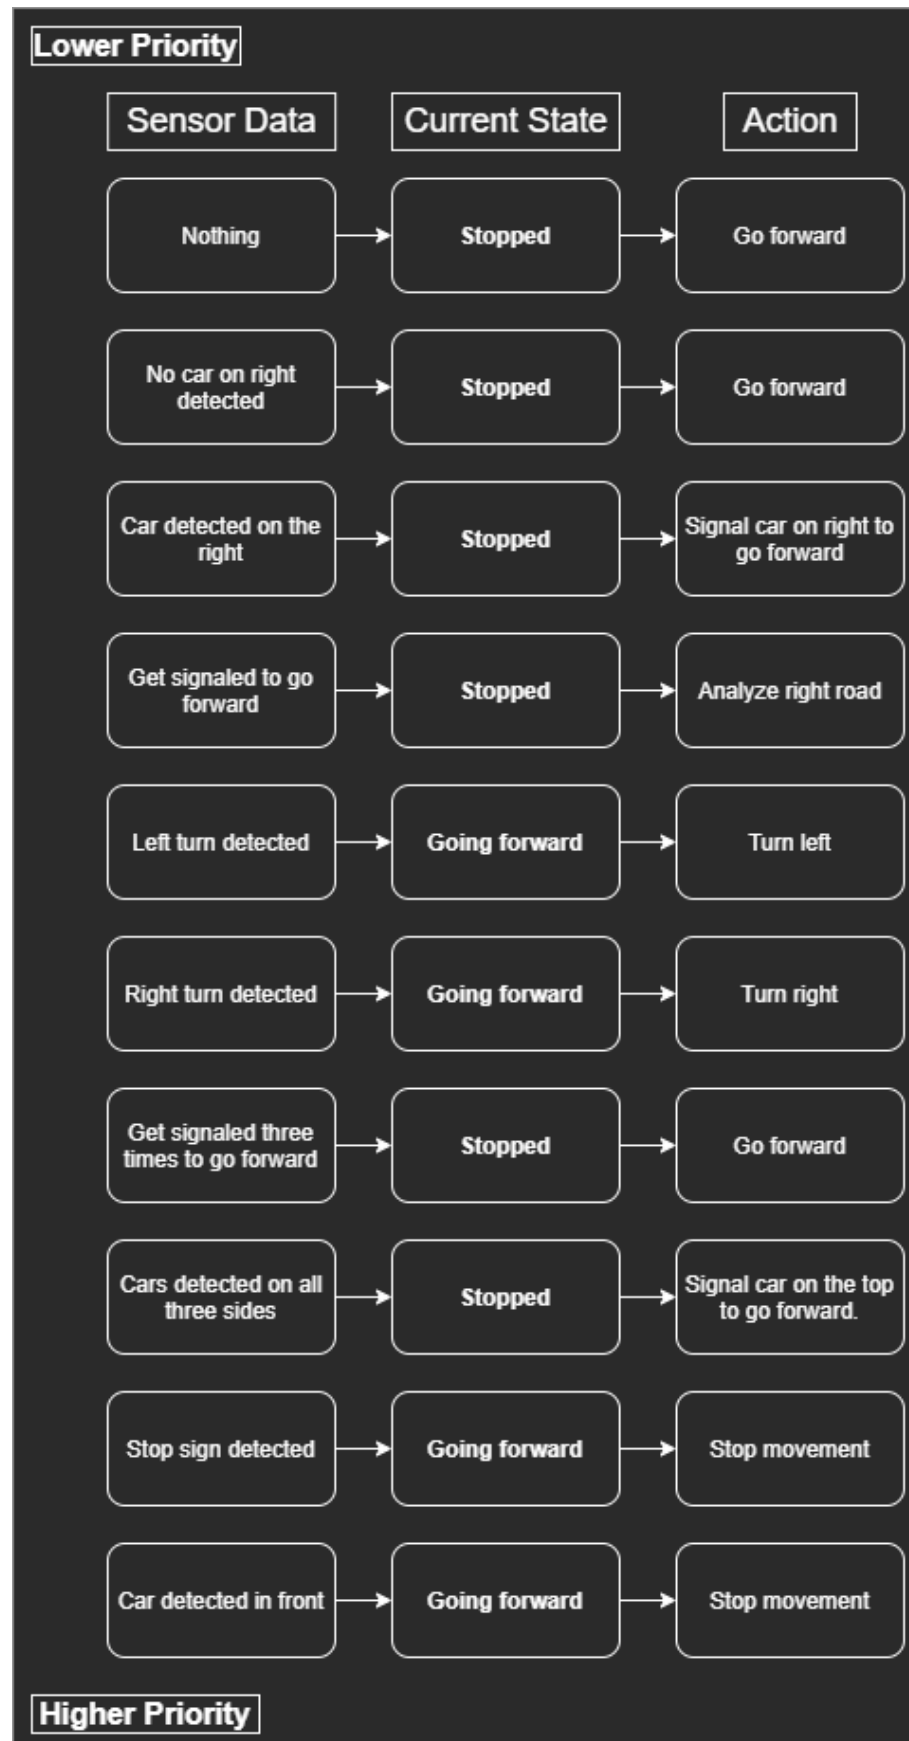 Lower Priority
Sensor Data
Current State
Action
Nothing
Stopped
Go forward
No car on right
detected
Stopped
Go forward
Car detected on the
right
Stopped
Signal car on right to
go forward
Get signaled to go
forward
Stopped
Analyze right road
Left turn detected
Going forward
Turn left
Right turn detected
Going forward
Turn right
Get signaled three
times to go forward
Stopped
Go forward
Cars detected on all
three sides
Stopped
Signal car on the top
to go forward.
Stop sign detected
Going forward
Stop movement
Car detected in front
Going forward
Stop movement
Higher Priority